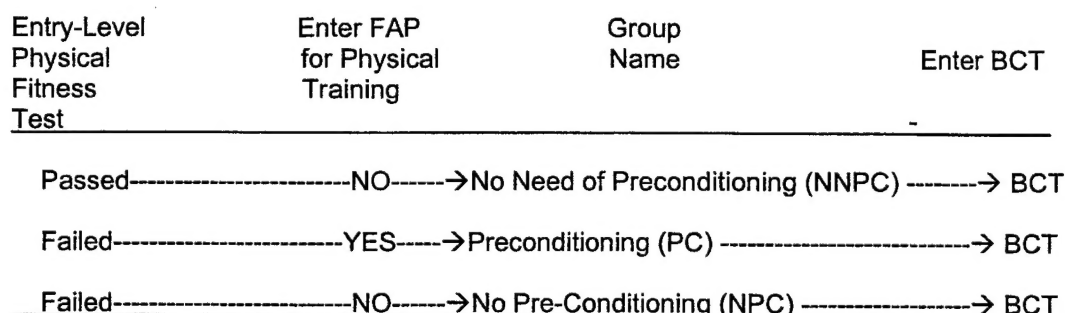 Entry-Level Enter FAP Group
Physical for Physical Name Enter BCT
Fitness Training
Test -
Passed-------------------------NO------→No Need of Preconditioning (NNPC) --------→ BCT
Failed--------------------------YES-----→Preconditioning (PC) ----------------------------→ BCT
Failed--------------------------NO------→No Pre-Conditioning (NPC) -------------------→ BCT